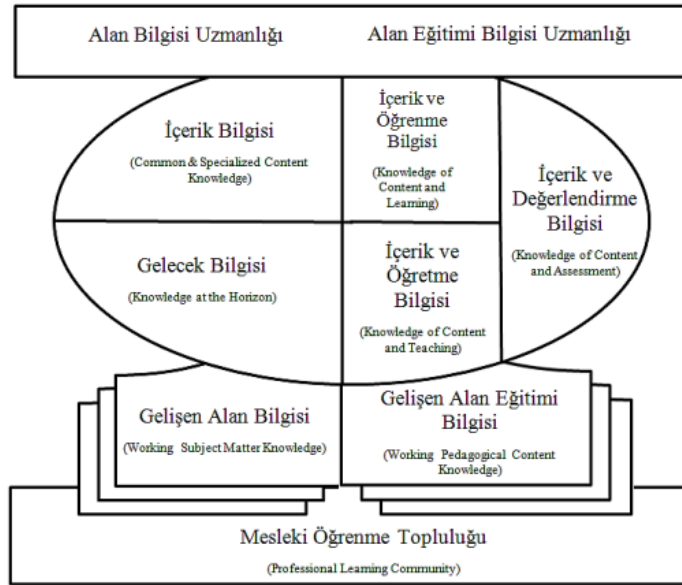 Alan Bilgisi Uzmanlığı
Alan Eğitimi Bilgisi Uzmanlığı
İçerik Bilgisi
(Common & Specialized Content
Knowledge)
İçerik ve
Öğrenme
Bilgisi
(Knowledge of
Content and
Learning)
İçerik ve
Değerlendirme
Bilgisi
(Knowledge of Content
and Assessment)
Gelecek Bilgisi
(Knowledge at the Horizon)
İçerik ve
Öğretme
Bilgisi
(Knowledge of Content
and Teaching)
Gelişen Alan Bilgisi
(Working Subject Matter Knowledge)
Gelişen Alan Eğitimi
Bilgisi
(Working Pedagogical Content
Knowledge)
Mesleki Öğrenme Topluluğu
(Professional Learning Community)